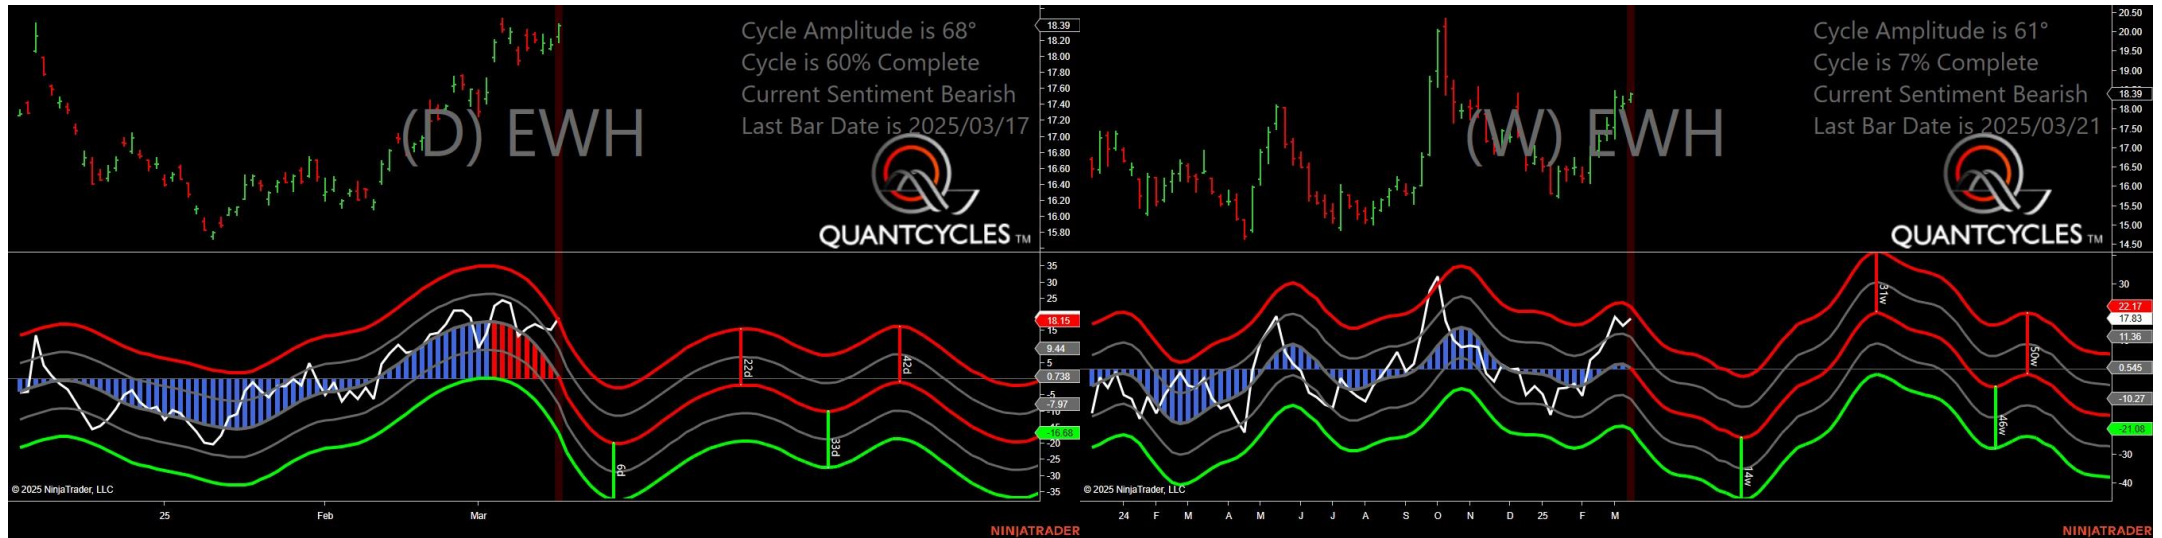 Cycle Amplitude is 68°
Cycle is 60% Complete
Current Sentiment Bearish
Last Bar Date is 2025/03/17
(D) EWH
QUANTCYCLES TM
18.39
18.20
18.00
17.80
17.60
17.40
17.20
17.00
16.80
16.60
16.40
16.20
16.00
15.80
35
30
25
18.15
15
9.44
5
0.738
-7.97
-10
-16.68
-20
-25
-30
-35
6d
22d
33d
42d
© 2025 NinjaTrader, LLC
25
Feb
Mar
NINJATRADER
Cycle Amplitude is 61°
Cycle is 7% Complete
Current Sentiment Bearish
Last Bar Date is 2025/03/21
(W) EWH
QUANTCYCLES TM
20.50
20.00
19.50
19.00
18.39
18.00
17.50
17.00
16.50
16.00
15.50
15.00
14.50
30
22.17
17.83
11.36
0.545
-10.27
-21.08
-30
-40
14w
31w
46w
50w
© 2025 NinjaTrader, LLC
24
F
M
A
M
J
J
A
S
O
N
D
25
F
M
NINJATRADER